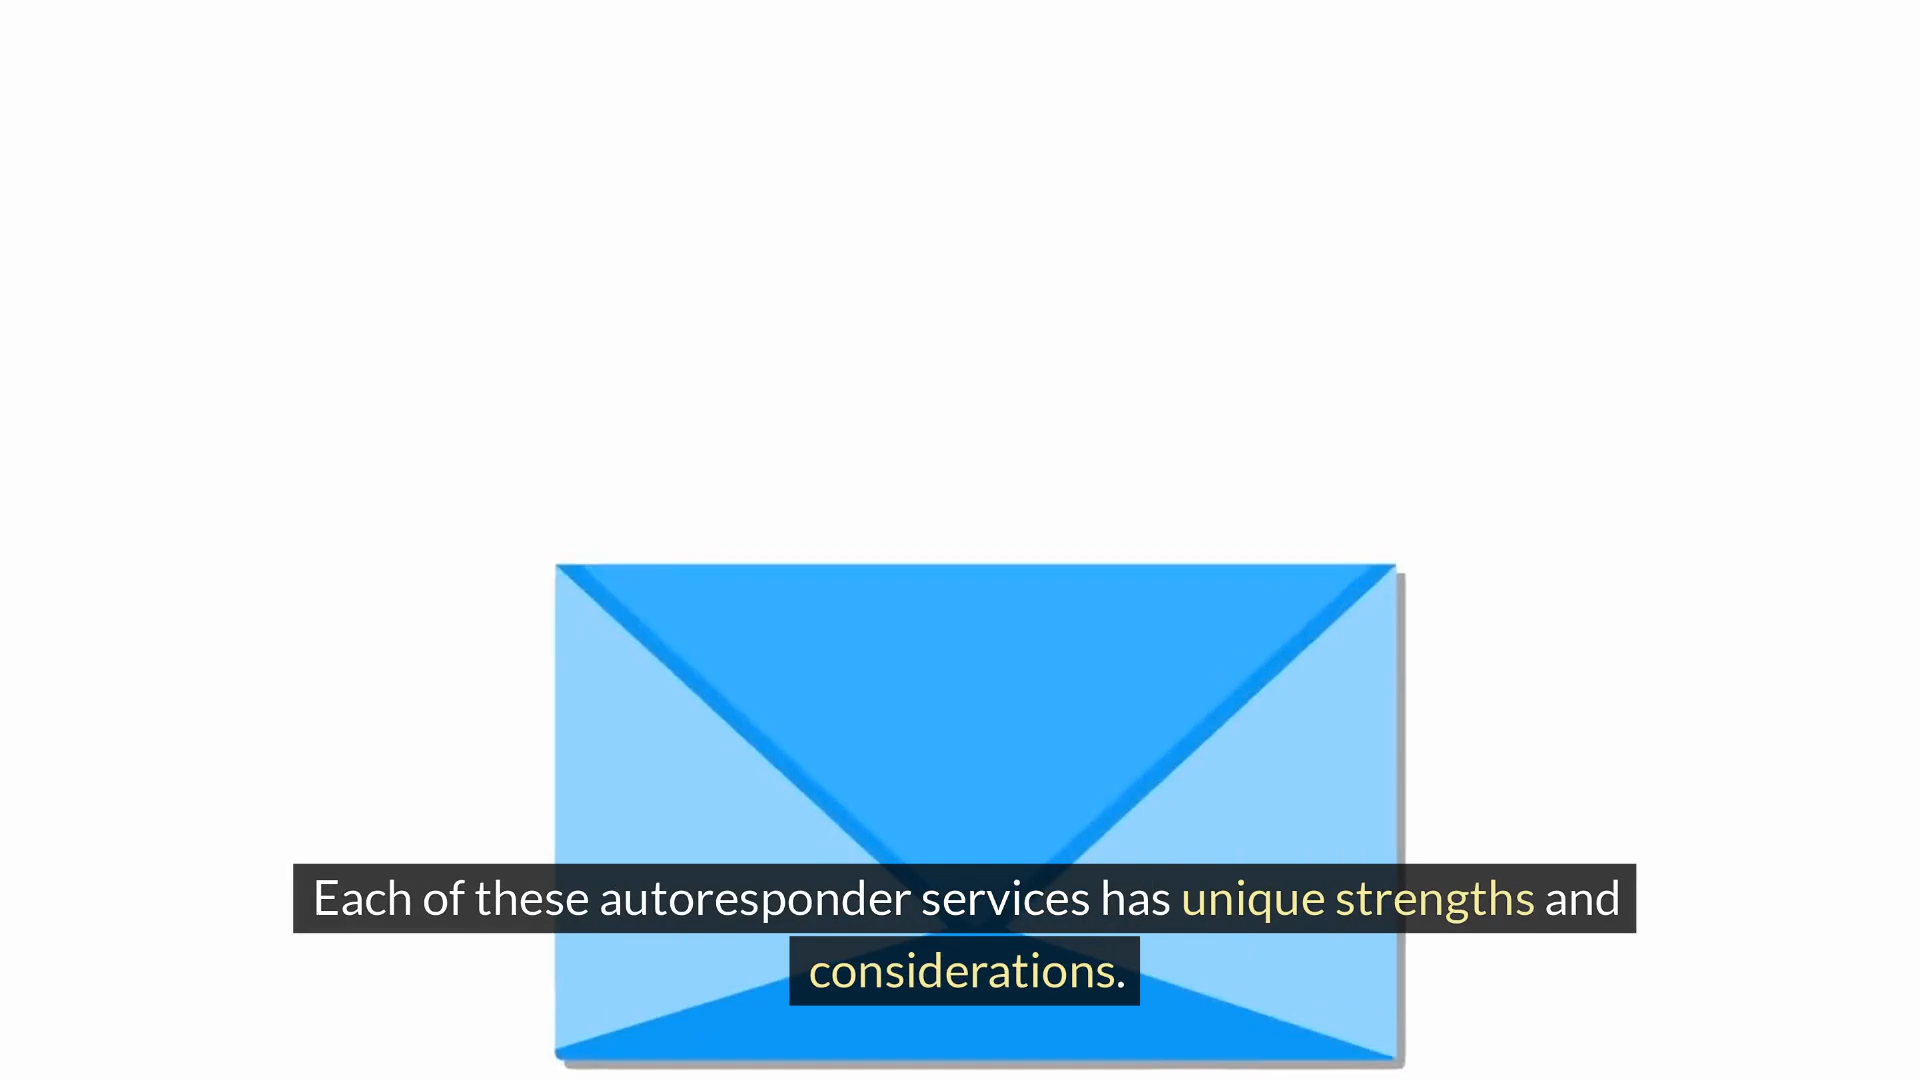 Each of these autoresponder services has unique strengths and
considerations.